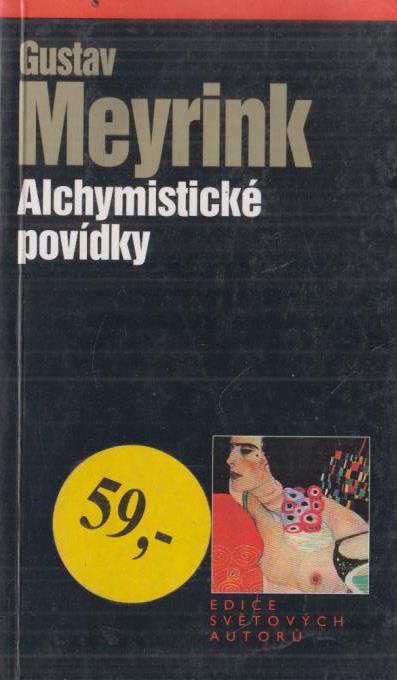 Gustav
Meyrink
Alchymistické
povídky
59,-
EDICE
SVĚTOVÝCH
AUTORŮ